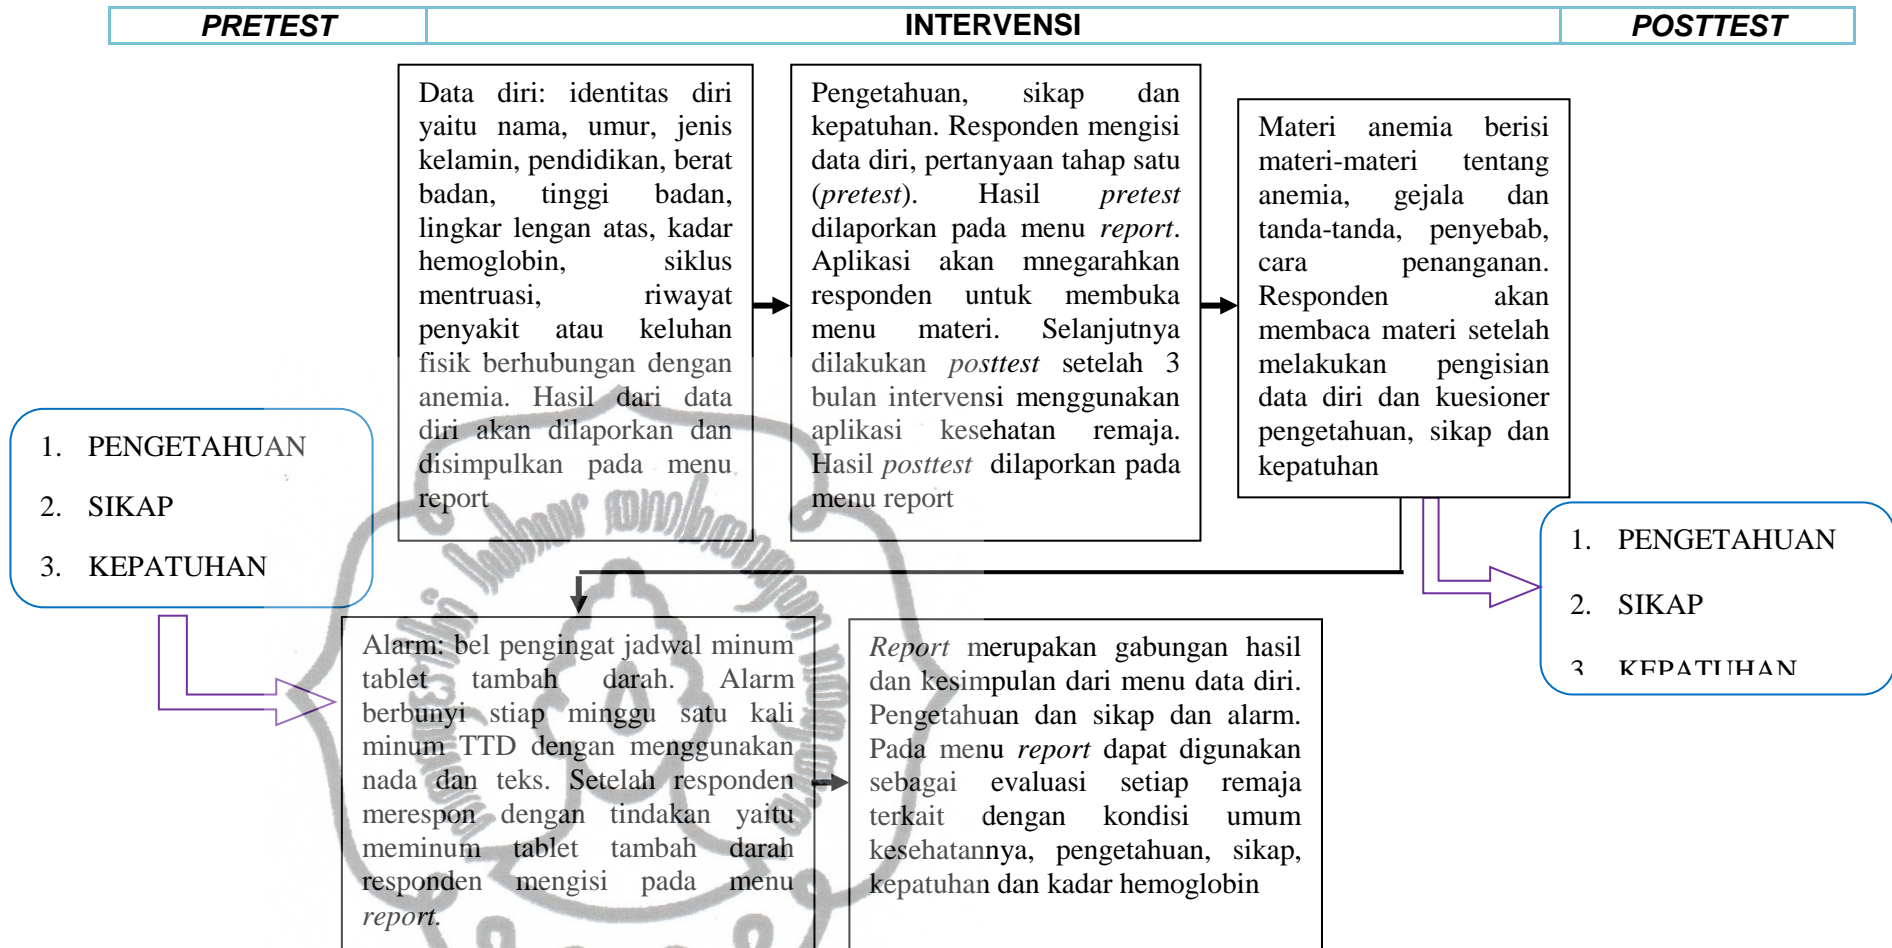 PRETEST
INTERVENSI
POSTTEST
Data diri: identitas diri
yaitu nama, umur, jenis
kelamin, pendidikan, berat
badan, tinggi badan,
lingkar lengan atas, kadar
hemoglobin, siklus
mentruasi, riwayat
penyakit atau keluhan
fisik berhubungan dengan
anemia. Hasil dari data
diri akan dilaporkan dan
disimpulkan pada menu
report
Pengetahuan, sikap dan
kepatuhan. Responden mengisi
data diri, pertanyaan tahap satu
(pretest). Hasil pretest
dilaporkan pada menu report.
Aplikasi akan mnegarahkan
responden untuk membuka
menu materi. Selanjutnya
dilakukan posttest setelah 3
bulan intervensi menggunakan
aplikasi kesehatan remaja.
Hasil posttest dilaporkan pada
menu report
Materi anemia berisi
materi-materi tentang
anemia, gejala dan
tanda-tanda, penyebab,
cara penanganan.
Responden akan
membaca materi setelah
melakukan pengisian
data diri dan kuesioner
pengetahuan, sikap dan
kepatuhan
1. PENGETAHUAN
2. SIKAP
3. KEPATUHAN
1. PENGETAHUAN
2. SIKAP
3. KEPATUHAN
Alarm: bel pengingat jadwal minum
tablet tambah darah. Alarm
berbunyi stiap minggu satu kali
minum TTD dengan menggunakan
nada dan teks. Setelah responden
merespon dengan tindakan yaitu
meminum tablet tambah darah
responden mengisi pada menu
report.
Report merupakan gabungan hasil
dan kesimpulan dari menu data diri.
Pengetahuan dan sikap dan alarm.
Pada menu report dapat digunakan
sebagai evaluasi setiap remaja
terkait dengan kondisi umum
kesehatannya, pengetahuan, sikap,
kepatuhan dan kadar hemoglobin